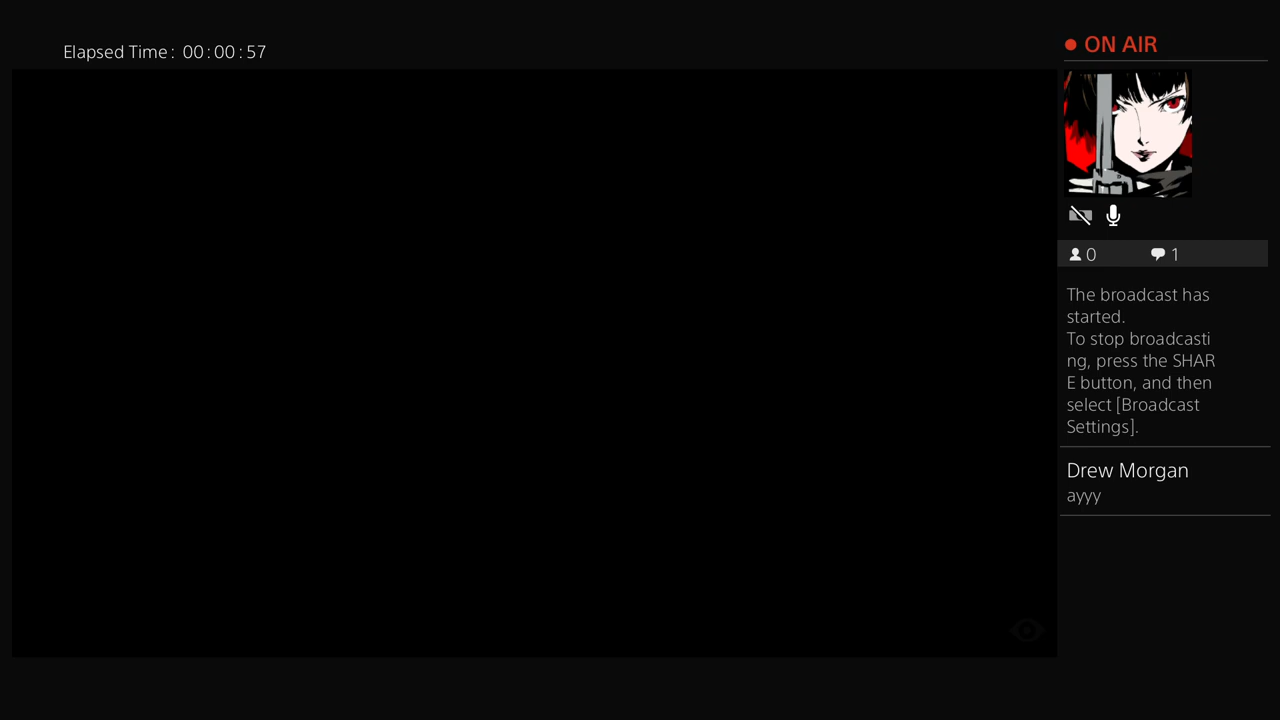 Elapsed Time: 00:00:57
ON AIR
0 1
The broadcast has
started.
To stop broadcasti
ng, press the SHAR
E button, and then
select [Broadcast
Settings].
Drew Morgan
ayyy